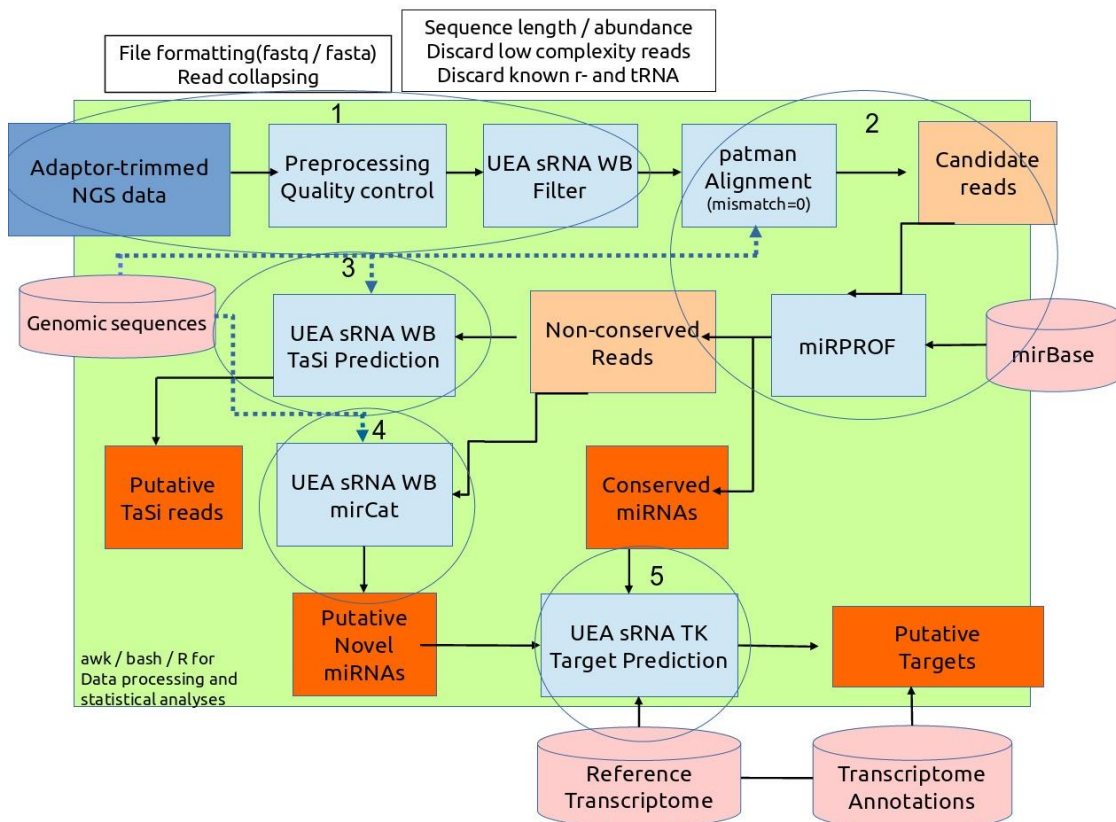 File formatting(fastq / fasta)
Read collapsing
Sequence length / abundance
Discard low complexity reads
Discard known r- and tRNA
1
2
Adaptor-trimmed
NGS data
Preprocessing
Quality control
UEA sRNA WB
Filter
patman
Alignment
(mismatch=0)
Candidate
reads
3
Genomic sequences
UEA sRNA WB
TaSi Prediction
Non-conserved
Reads
miRPROF
mirBase
4
Putative
TaSi reads
UEA sRNA WB
mirCat
Conserved
miRNAs
5
Putative
Novel
miRNAs
UEA sRNA TK
Target Prediction
Putative
Targets
awk / bash / R for
Data processing and
statistical analyses
Reference
Transcriptome
Transcriptome
Annotations